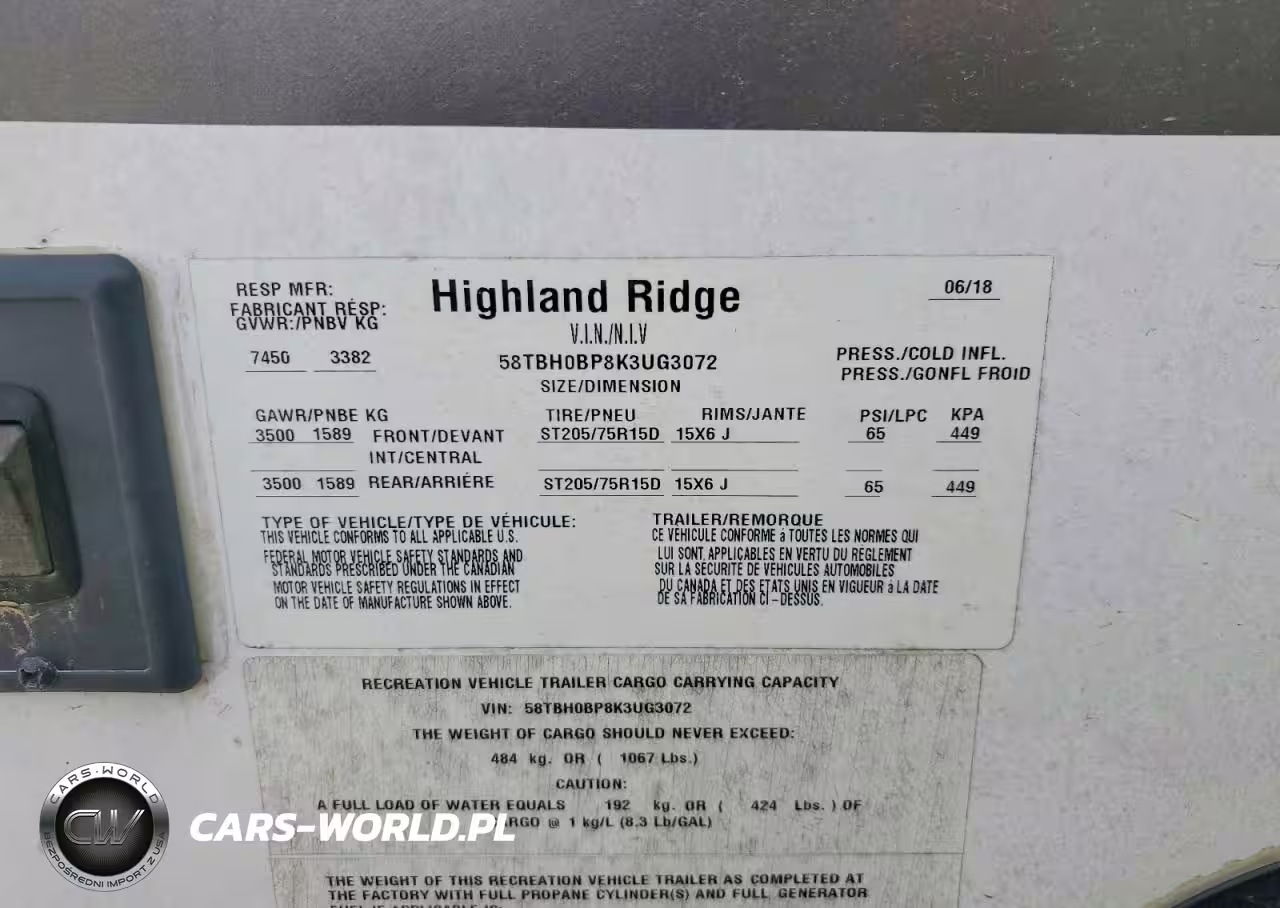 RESP MFR: Highland Ridge 06/18
FABRICANT RÉSP:
GVWR:/PNBV KG V.I.N./N.I.V
7450 3382 58TBH0BP8K3UG3072 PRESS./COLD INFL.
SIZE/DIMENSION PRESS./GONFL FROID
GAWR/PNBE KG TIRE/PNEU RIMS/JANTE PSI/LPC KPA
3500 1589 FRONT/DEVANT ST205/75R15D 15X6 J 65 449
INT/CENTRAL
3500 1589 REAR/ARRIÉRE ST205/75R15D 15X6 J 65 449
TYPE OF VEHICLE/TYPE DE VÉHICULE: TRAILER/REMORQUE
THIS VEHICLE CONFORMS TO ALL APPLICABLE U.S.
FEDERAL MOTOR VEHICLE SAFETY STANDARDS AND
STANDARDS PRESCRIBED UNDER THE CANADIAN
MOTOR VEHICLE SAFETY REGULATIONS IN EFFECT
ON THE DATE OF MANUFACTURE SHOWN ABOVE.
CE VEHICULE CONFORME à TOUTES LES NORMES QUI
LUI SONT APPLICABLES EN VERTU DU REGLEMENT
SUR LA SECURITE DE VEHICULES AUTOMOBILES
DU CANADA ET DES ETATS UNIS EN VIGUEUR à LA DATE
DE SA FABRICATION CI-DESSUS.
RECREATION VEHICLE TRAILER CARGO CARRYING CAPACITY
VIN: 58TBH0BP8K3UG3072
THE WEIGHT OF CARGO SHOULD NEVER EXCEED:
484 kg. OR ( 1067 Lbs.)
CAUTION:
A FULL LOAD OF WATER EQUALS 192 kg. OR ( 424 Lbs. ) OF
@ 1 kg/L (8.3 Lb/GAL)
THE WEIGHT OF THIS RECREATION VEHICLE TRAILER AS COMPLETED AT
THE FACTORY WITH FULL PROPANE CYLINDER(S) AND FULL GENERATOR
CARS-WORLD
CW
BEZPOŚREDNI IMPORT Z USA
CARS-WORLD.PL